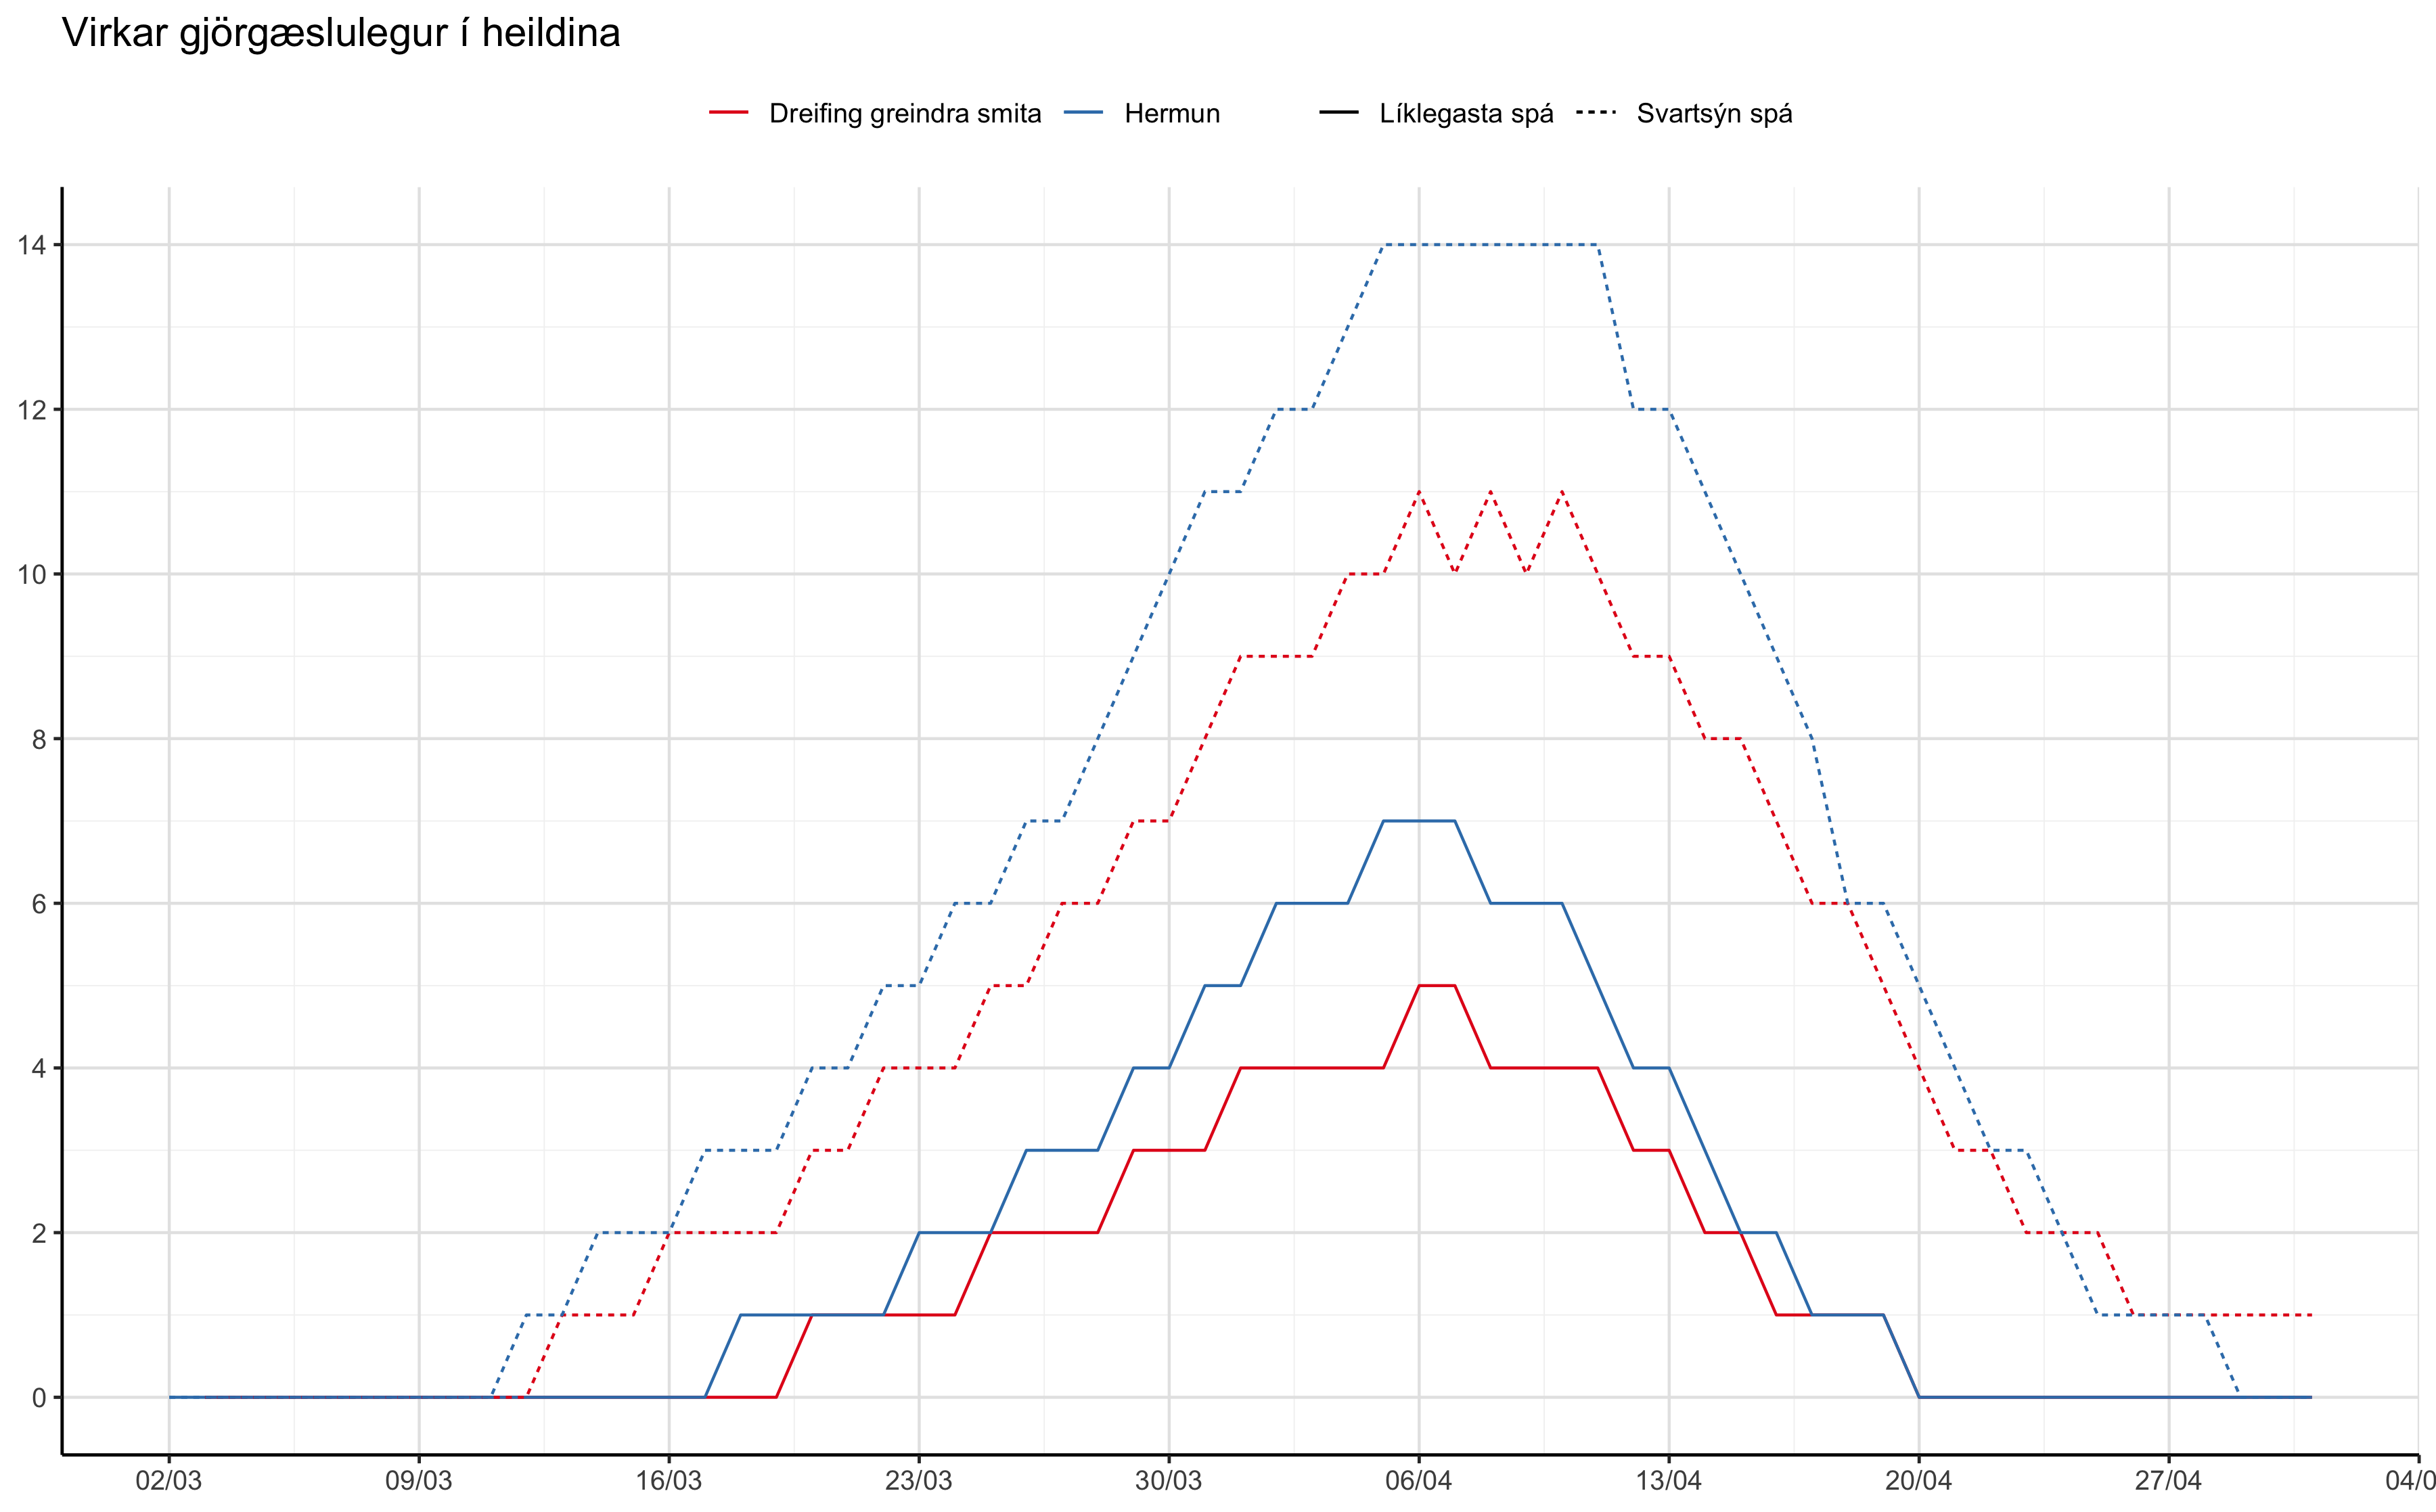 Virkar gjörgæslulegur í heildina
Dreifing greindra smita Hermun Líklegasta spá Svartsýn spá
14
12
10
8
6
4
2
0
02/03 09/03 16/03 23/03 30/03 06/04 13/04 20/04 27/04 04/0